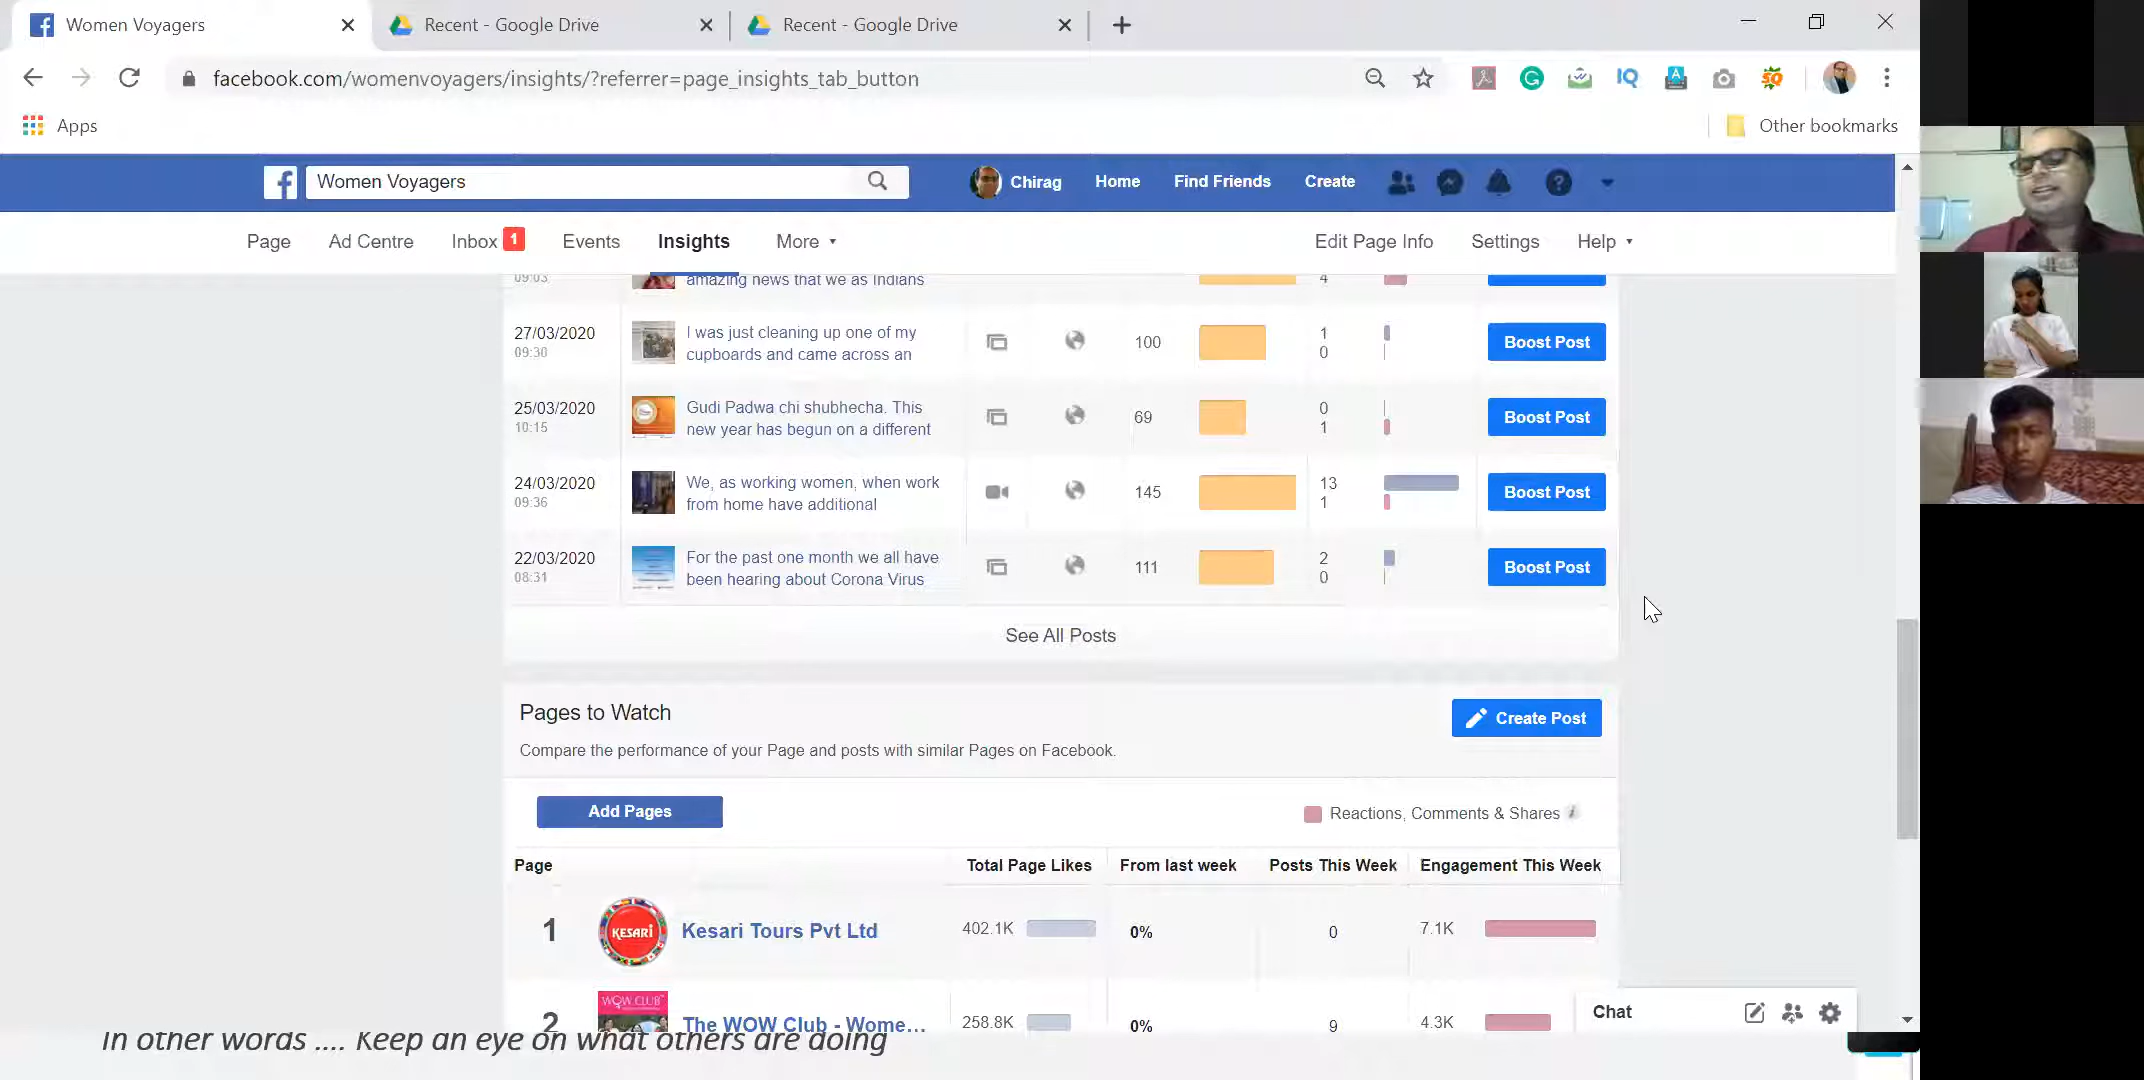 Women Voyagers
Recent - Google Drive
Recent - Google Drive
facebook.com/womenvoyagers/insights/?referrer=page_insights_tab_button
Apps
Other bookmarks
Women Voyagers
Chirag
Home
Find Friends
Create
Page
Ad Centre
Inbox 1
Events
Insights
More
Edit Page Info
Settings
Help
09:03
amazing news that we as Indians
4
27/03/2020
09:30
I was just cleaning up one of my
cupboards and came across an
100
1
0
Boost Post
25/03/2020
10:15
Gudi Padwa chi shubhecha. This
new year has begun on a different
69
0
1
Boost Post
24/03/2020
09:36
We, as working women, when work
from home have additional
145
13
1
Boost Post
22/03/2020
08:31
For the past one month we all have
been hearing about Corona Virus
111
2
0
Boost Post
See All Posts
Pages to Watch
Create Post
Compare the performance of your Page and posts with similar Pages on Facebook.
Add Pages
Reactions, Comments & Shares
Page
Total Page Likes
From last week
Posts This Week
Engagement This Week
1
KESARI
Kesari Tours Pvt Ltd
402.1K
0%
0
7.1K
2
WOW CLUB
The WOW Club - Wome...
258.8K
0%
9
4.3K
Chat
In other words .... Keep an eye on what others are doing